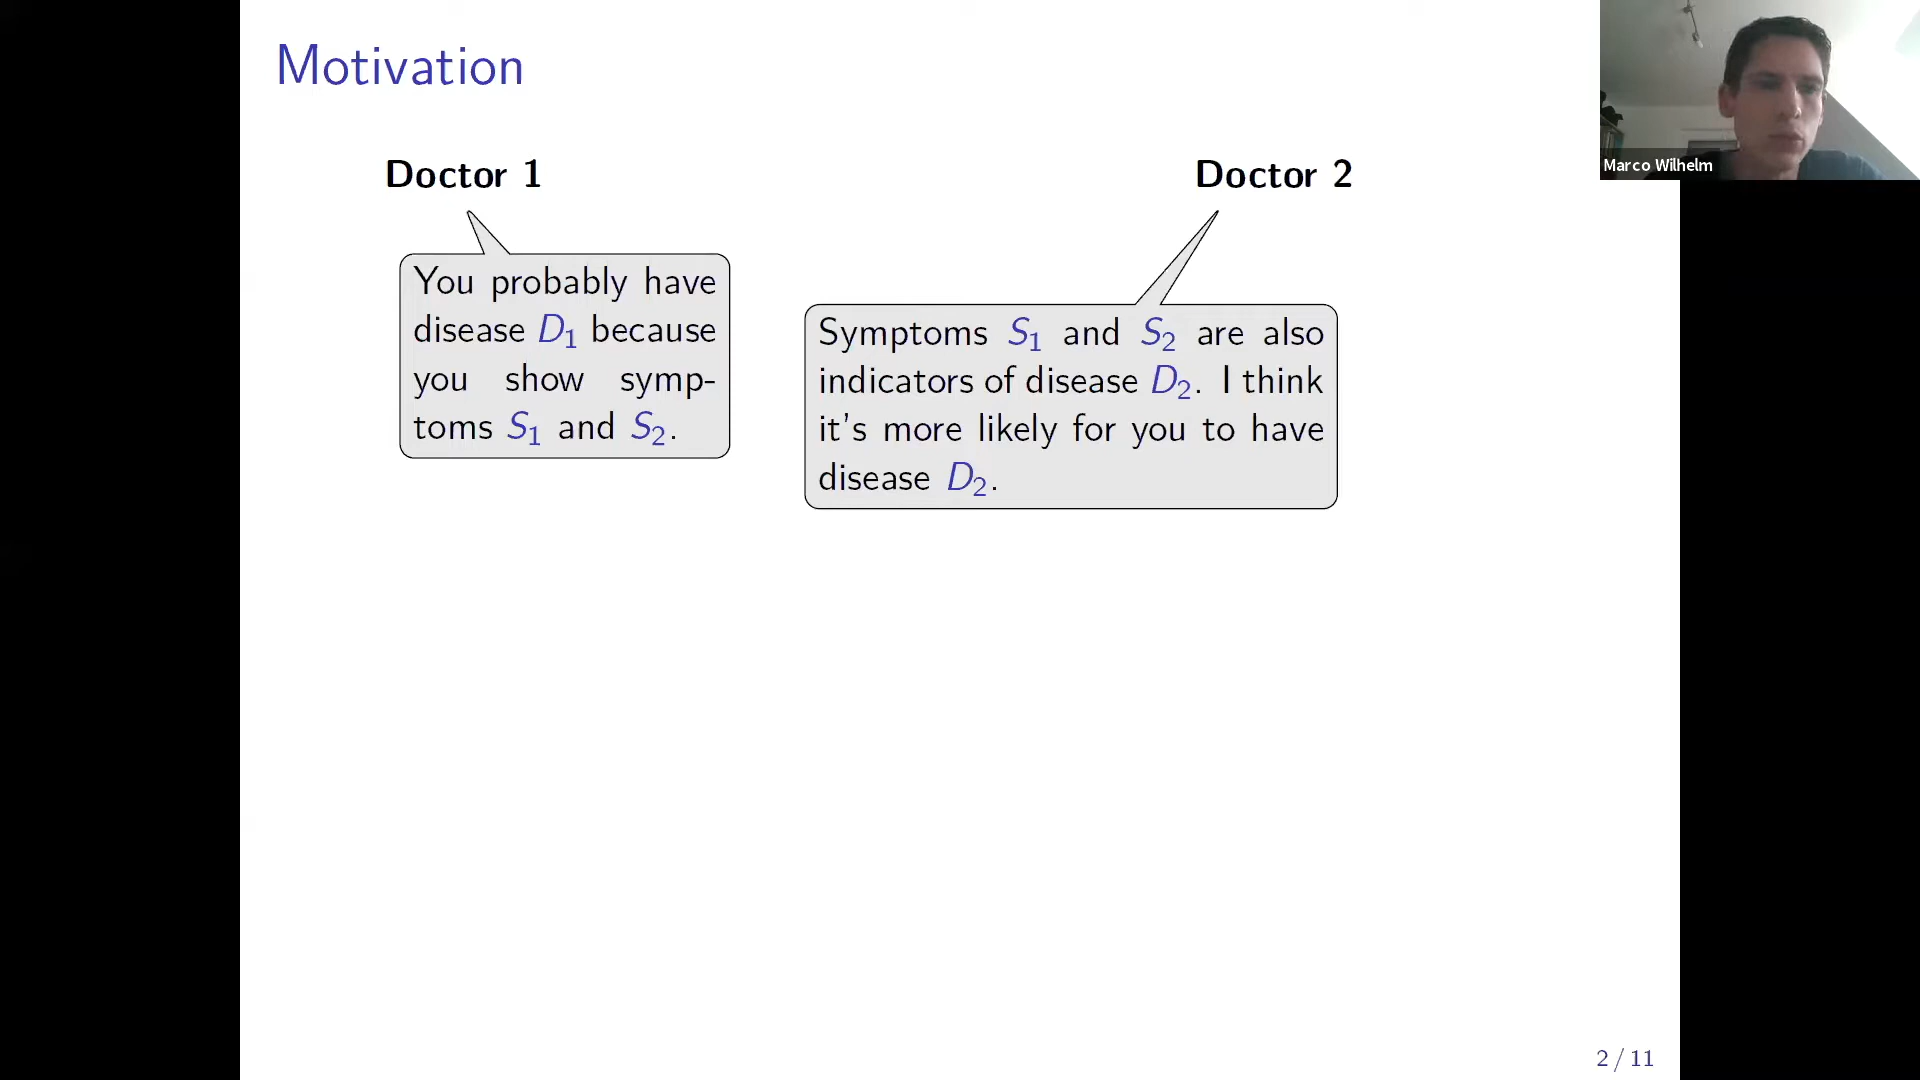 Motivation
Doctor 1
You probably have
disease D₁ because
you show symp-
toms S₁ and S₂.
Doctor 2
Symptoms S₁ and S₂ are also
indicators of disease D₂. I think
it's more likely for you to have
disease D₂.
Marco Wilhelm
2 / 11